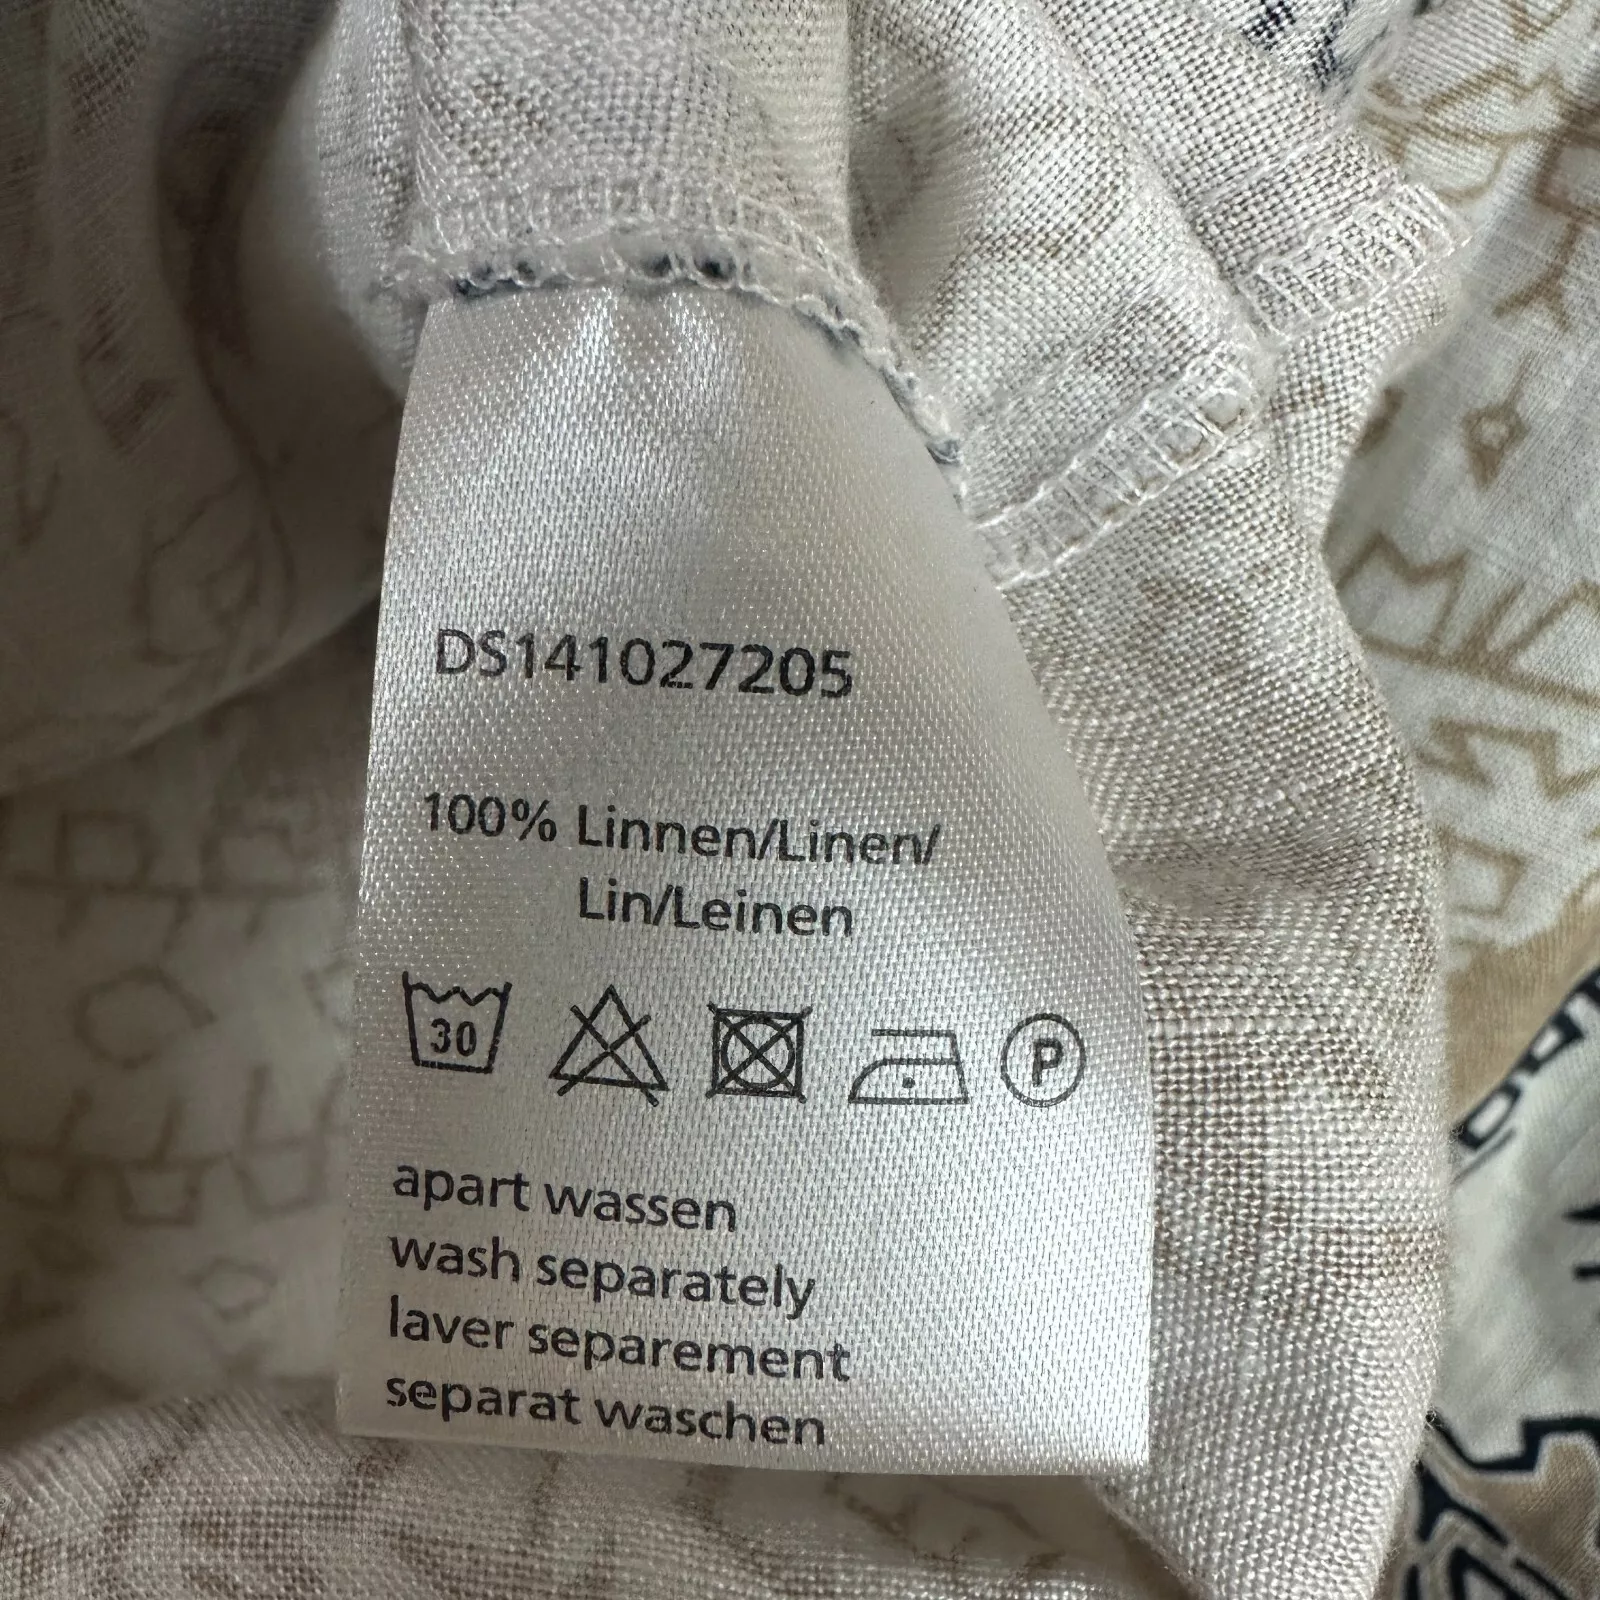 DS141027205
100% Linnen/Linen/
Lin/Leinen
30
P
apart wassen
wash separately
laver separement
separat waschen